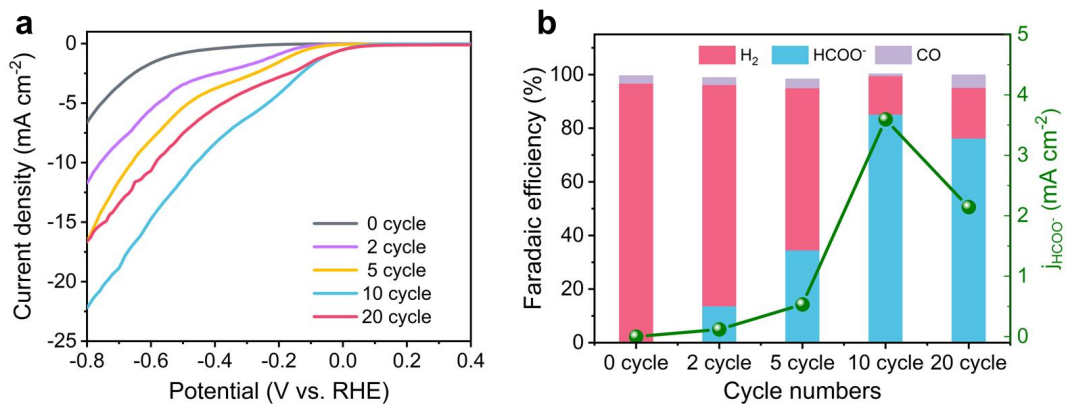 a
Current density (mA cm⁻²)
0
-5
-10
-15
-20
-25
-0.8 -0.6 -0.4 -0.2 0.0 0.2 0.4
Potential (V vs. RHE)
0 cycle
2 cycle
5 cycle
10 cycle
20 cycle
b
Faradaic efficiency (%)
100
80
60
40
20
0
H₂ HCOO⁻ CO
5
4
3
2
1
0
j_HCOO⁻ (mA cm⁻²)
0 cycle 2 cycle 5 cycle 10 cycle 20 cycle
Cycle numbers